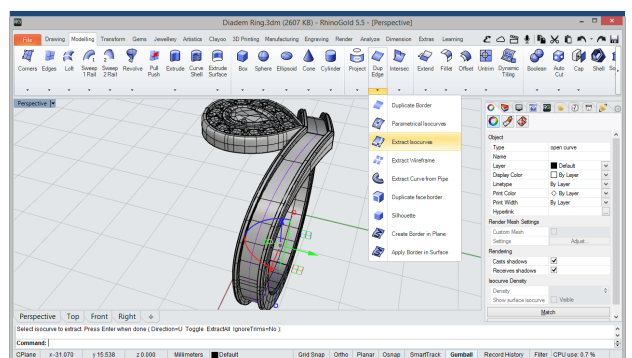 Diadem Ring.3dm (2607 KB) - RhinoGold 5.5 - [Perspective]
File Drawing Modelling Transform Gems Jewellery Artistics Clayoo 3D Printing Manufacturing Engraving Render Analyze Dimension Extras Learning
Corners Edges Loft Sweep 1 Rail Sweep 2 Rail Revolve Pull Push Extrude Curve Shell Extrude Surface Box Sphere Ellipsoid Cone Cylinder Project Dup Edge Intersec Extend Fillet Offset Untrim Dynamic Tiling Boolean Auto Cut Cap Shell
Perspective
Duplicate Border
Parametrical Isocurves
Extract Isocurves
Extract Wireframe
Extract Curve from Pipe
Duplicate face border
Silhouette
Create Border in Plane
Apply Border in Surface
Object
Type open curve
Name
Layer Default
Display Color By Layer
Linetype By Layer
Print Color By Layer
Print Width By Layer
Hyperlink ...
Render Mesh Settings
Custom Mesh
Settings Adjust...
Rendering
Casts shadows
Receives shadows
Isocurve Density
Density
Show surface isocurve Visible
Match
Perspective Top Front Right
Select isocurve to extract. Press Enter when done ( Direction=U Toggle ExtractAll IgnoreTrims=No ):
Command:
CPlane x -31.070 y 15.538 z 0.000 Millimeters Default Grid Snap Ortho Planar Osnap SmartTrack Gumball Record History Filter CPU use: 0.7 %